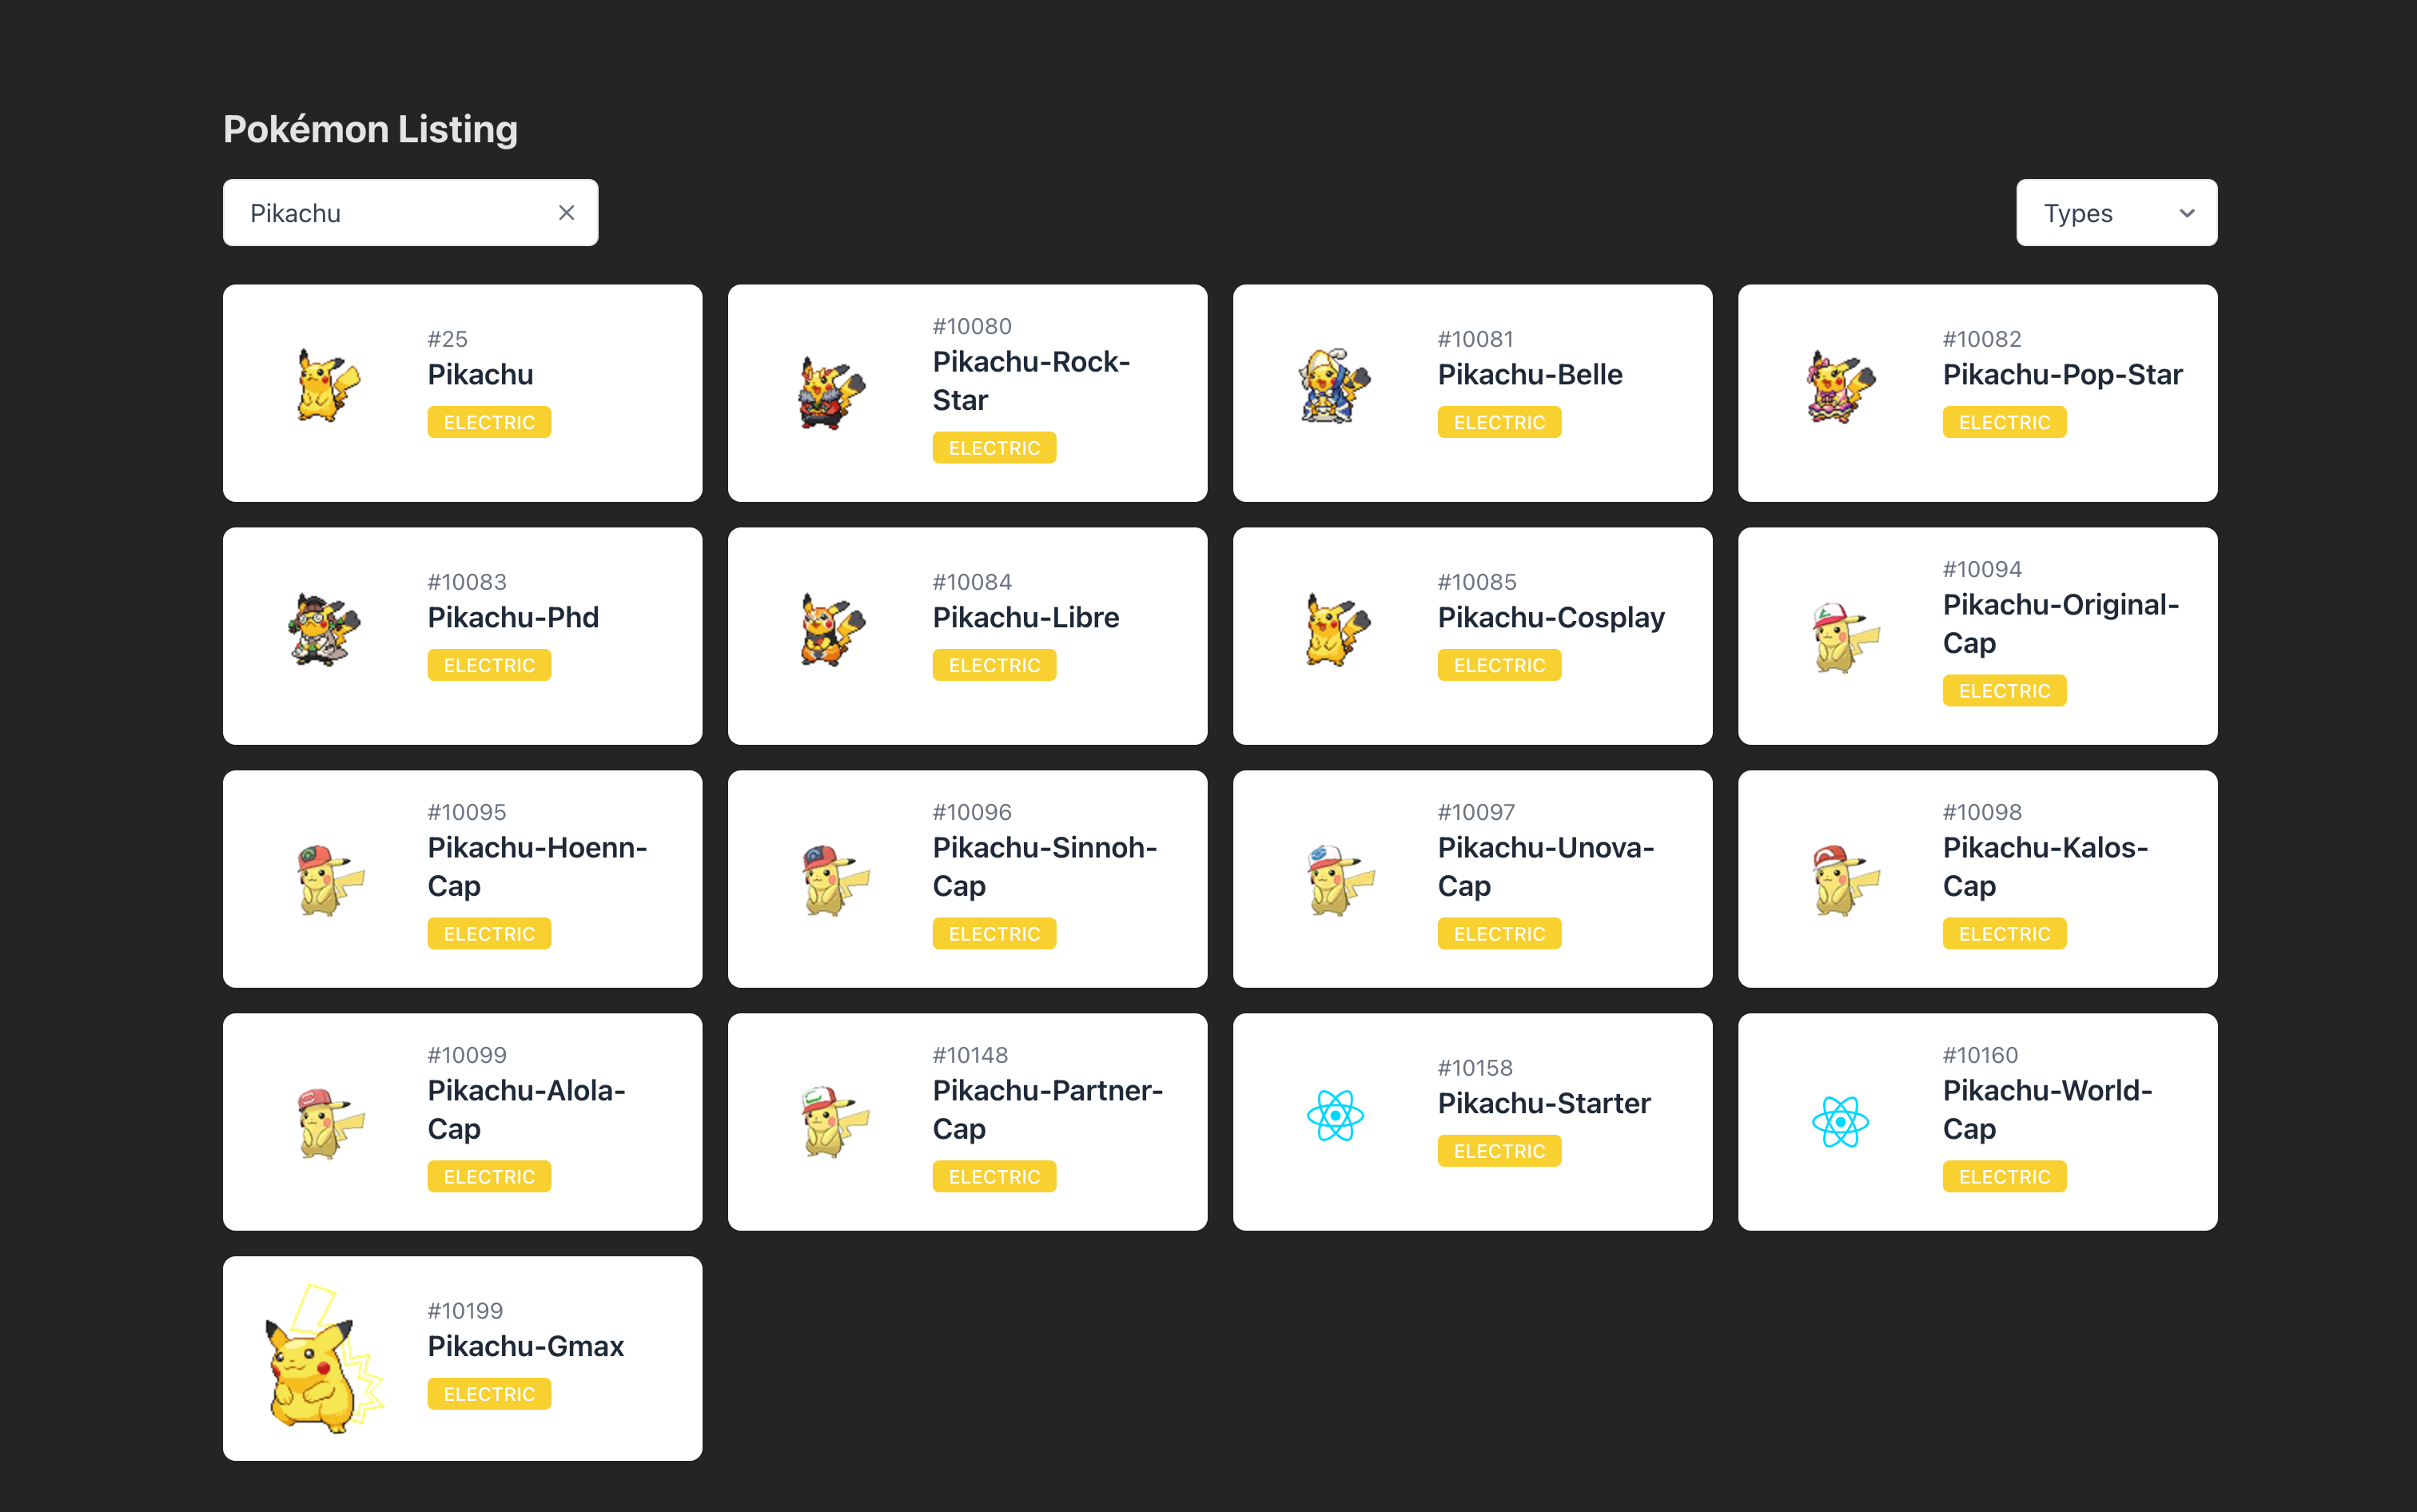 Pokémon Listing
Pikachu
Types
#25
Pikachu
ELECTRIC
#10080
Pikachu-Rock-
Star
ELECTRIC
#10081
Pikachu-Belle
ELECTRIC
#10082
Pikachu-Pop-Star
ELECTRIC
#10083
Pikachu-Phd
ELECTRIC
#10084
Pikachu-Libre
ELECTRIC
#10085
Pikachu-Cosplay
ELECTRIC
#10094
Pikachu-Original-
Cap
ELECTRIC
#10095
Pikachu-Hoenn-
Cap
ELECTRIC
#10096
Pikachu-Sinnoh-
Cap
ELECTRIC
#10097
Pikachu-Unova-
Cap
ELECTRIC
#10098
Pikachu-Kalos-
Cap
ELECTRIC
#10099
Pikachu-Alola-
Cap
ELECTRIC
#10148
Pikachu-Partner-
Cap
ELECTRIC
#10158
Pikachu-Starter
ELECTRIC
#10160
Pikachu-World-
Cap
ELECTRIC
#10199
Pikachu-Gmax
ELECTRIC